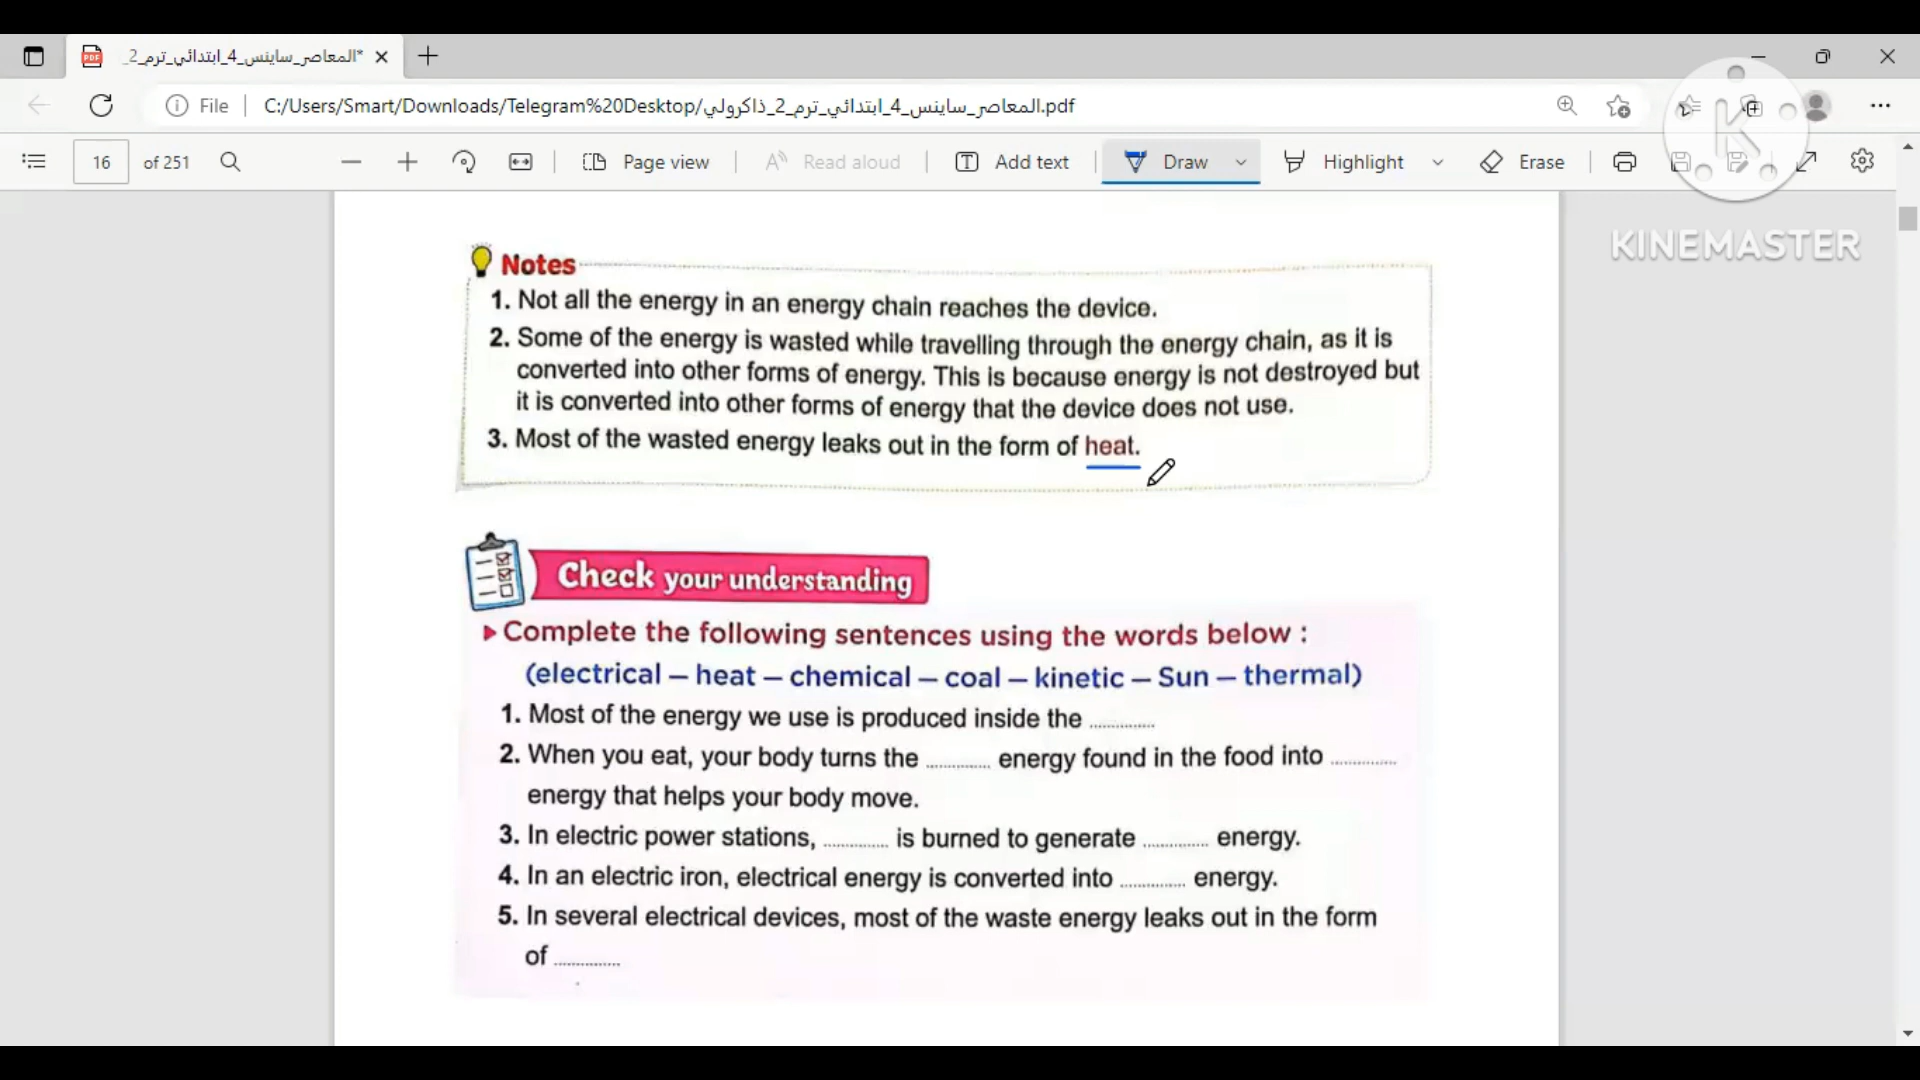 *المعاصر_ساينس_4_ابتدائي_ترم_2_
File
C:/Users/Smart/Downloads/Telegram%20Desktop/المعاصر_ساينس_4_ابتدائي_ترم_2_ذاكرولي.pdf
16 of 251
Page view
Read aloud
Add text
Draw
Highlight
Erase
KINEMASTER
Notes
1. Not all the energy in an energy chain reaches the device.
2. Some of the energy is wasted while travelling through the energy chain, as it is
converted into other forms of energy. This is because energy is not destroyed but
it is converted into other forms of energy that the device does not use.
3. Most of the wasted energy leaks out in the form of heat.
Check your understanding
Complete the following sentences using the words below :
(electrical – heat – chemical – coal – kinetic – Sun – thermal)
1. Most of the energy we use is produced inside the .............
2. When you eat, your body turns the ............. energy found in the food into .............
energy that helps your body move.
3. In electric power stations, ............. is burned to generate ............. energy.
4. In an electric iron, electrical energy is converted into ............. energy.
5. In several electrical devices, most of the waste energy leaks out in the form
of .............